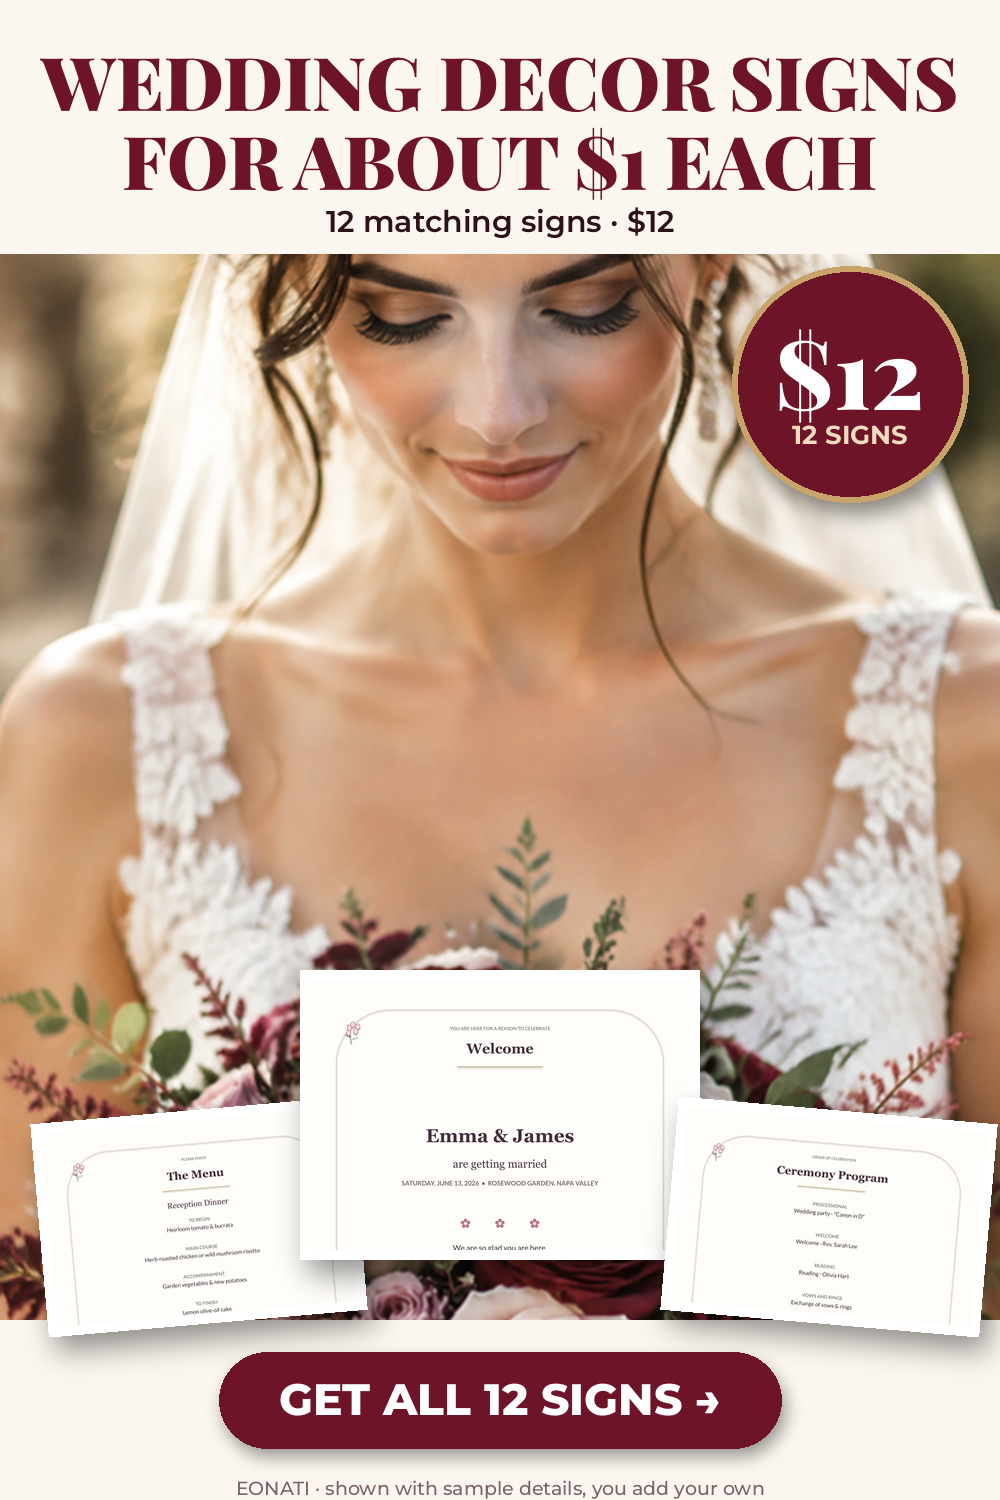 WEDDING DECOR SIGNS
FOR ABOUT $1 EACH
12 matching signs · $12
$12
12 SIGNS
YOU ARE HERE FOR A REASON TO CELEBRATE
Welcome
Emma & James
are getting married
SATURDAY, JUNE 13, 2026 • ROSEWOOD GARDEN, NAPA VALLEY
We are so glad you are here
PLEASE ENJOY
The Menu
Reception Dinner
TO BEGIN
Heirloom tomato & burrata
MAIN COURSE
Herb-roasted chicken or wild mushroom risotto
ACCOMPANIMENT
Garden vegetables & new potatoes
TO FINISH
Lemon olive-oil cake
ORDER OF CELEBRATION
Ceremony Program
PROCESSIONAL
Wedding party · "Canon in D"
WELCOME
Welcome · Rev. Sarah Lee
READING
Reading · Olivia Hart
VOWS AND RINGS
Exchange of vows & rings
GET ALL 12 SIGNS →
EONATI · shown with sample details, you add your own